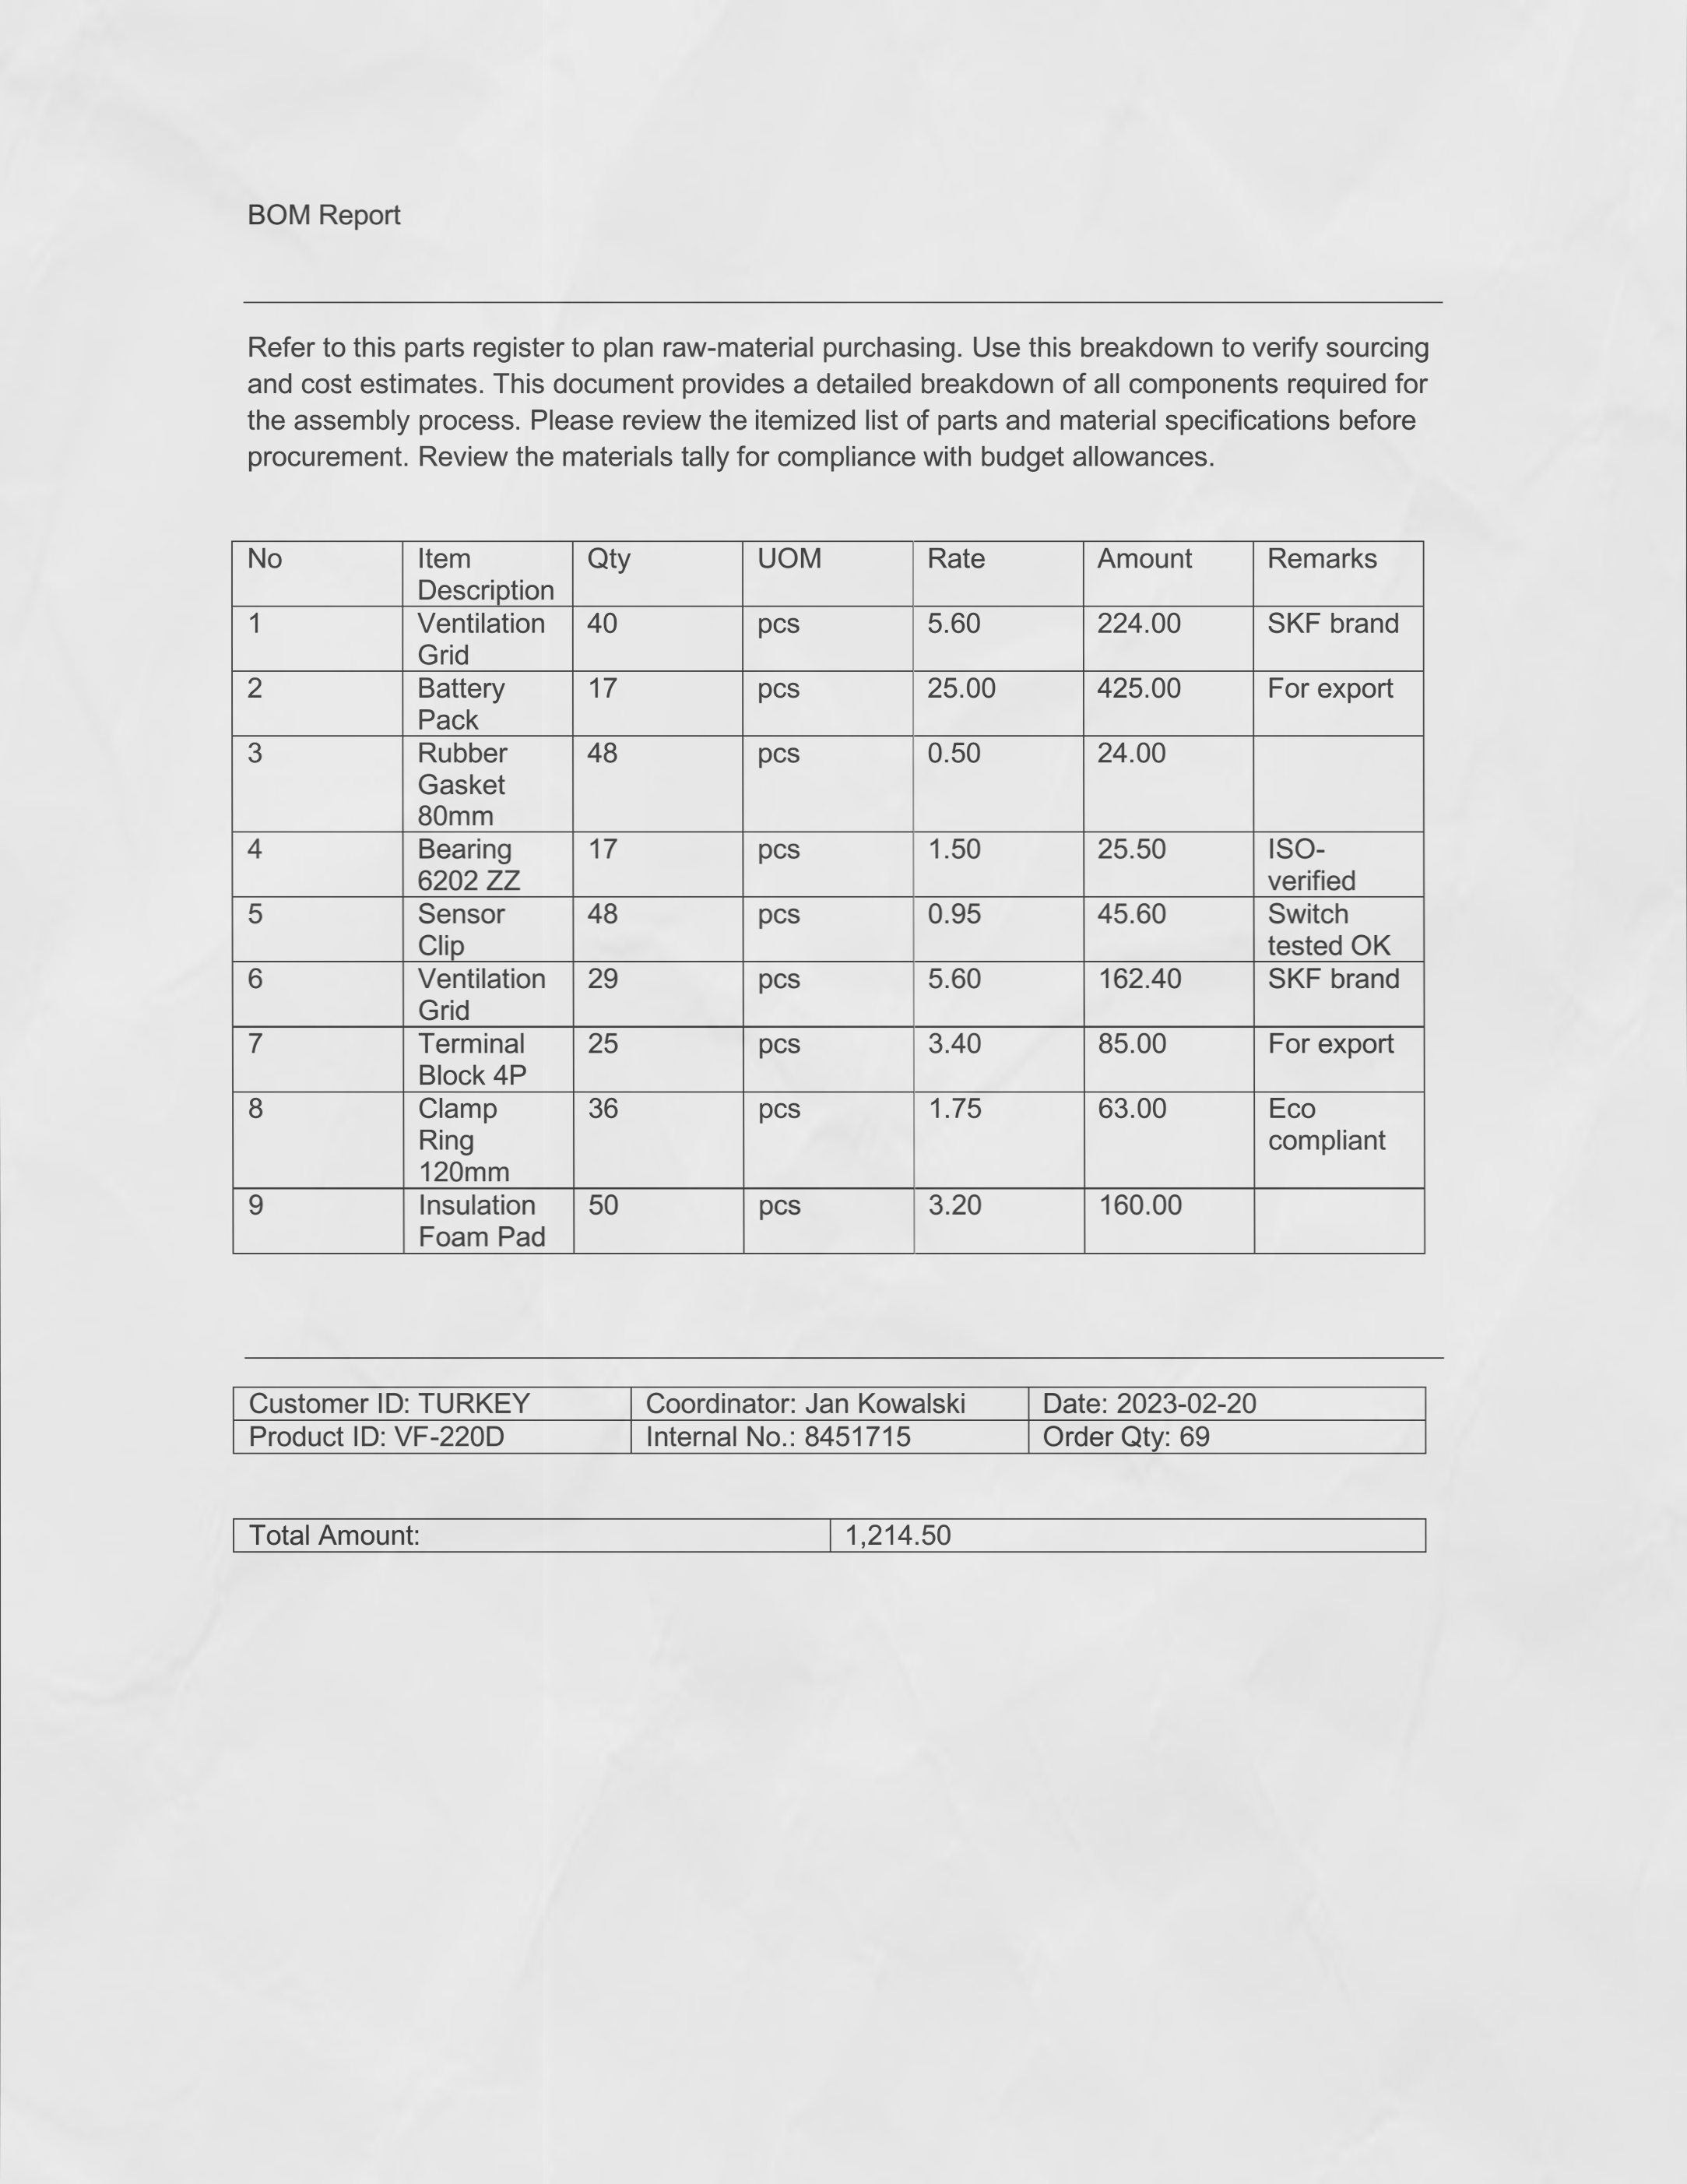 BOM Report
Refer to this parts register to plan raw-material purchasing. Use this breakdown to verify sourcing
and cost estimates. This document provides a detailed breakdown of all components required for
the assembly process. Please review the itemized list of parts and material specifications before
procurement. Review the materials tally for compliance with budget allowances.
No Item Description Qty UOM Rate Amount Remarks
1 Ventilation Grid 40 pcs 5.60 224.00 SKF brand
2 Battery Pack 17 pcs 25.00 425.00 For export
3 Rubber Gasket 80mm 48 pcs 0.50 24.00
4 Bearing 6202 ZZ 17 pcs 1.50 25.50 ISO-verified
5 Sensor Clip 48 pcs 0.95 45.60 Switch tested OK
6 Ventilation Grid 29 pcs 5.60 162.40 SKF brand
7 Terminal Block 4P 25 pcs 3.40 85.00 For export
8 Clamp Ring 120mm 36 pcs 1.75 63.00 Eco compliant
9 Insulation Foam Pad 50 pcs 3.20 160.00
Customer ID: TURKEY Coordinator: Jan Kowalski Date: 2023-02-20
Product ID: VF-220D Internal No.: 8451715 Order Qty: 69
Total Amount: 1,214.50